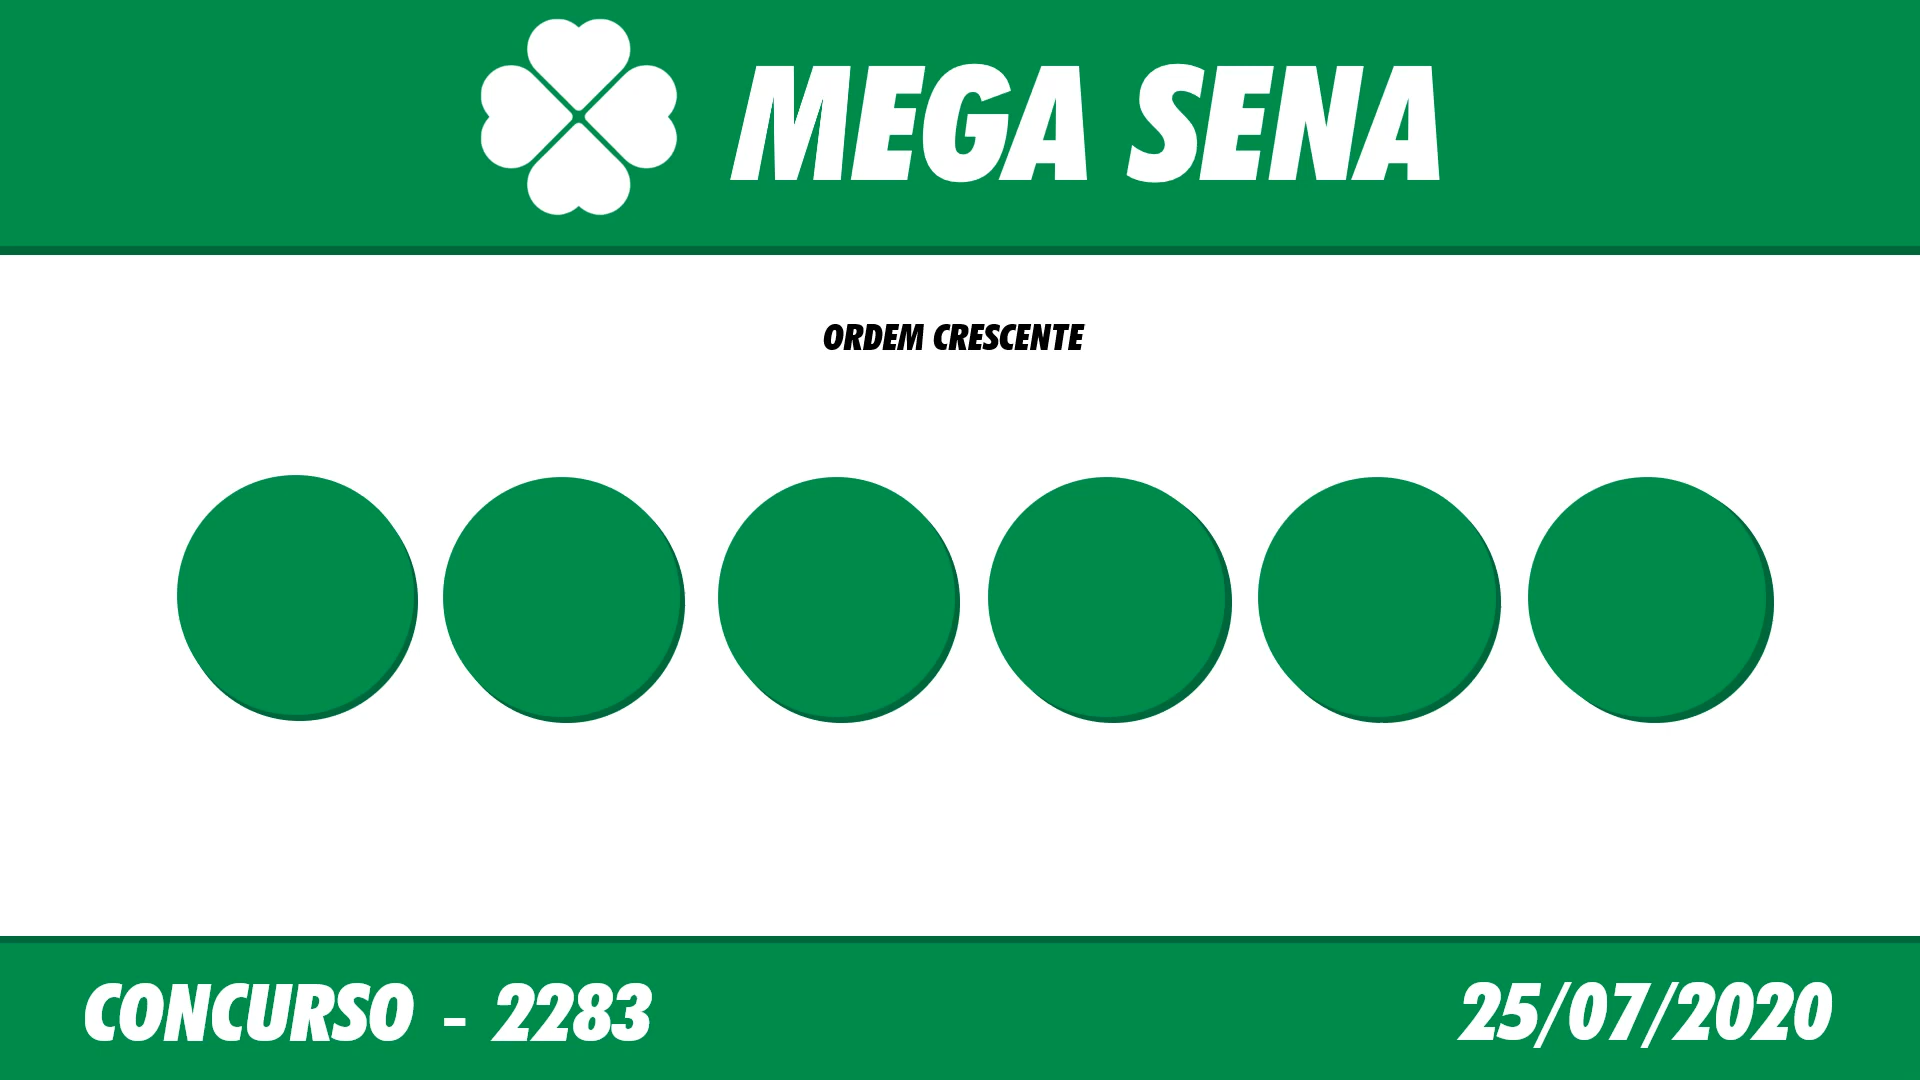 MEGA SENA
ORDEM CRESCENTE
CONCURSO - 2283
25/07/2020